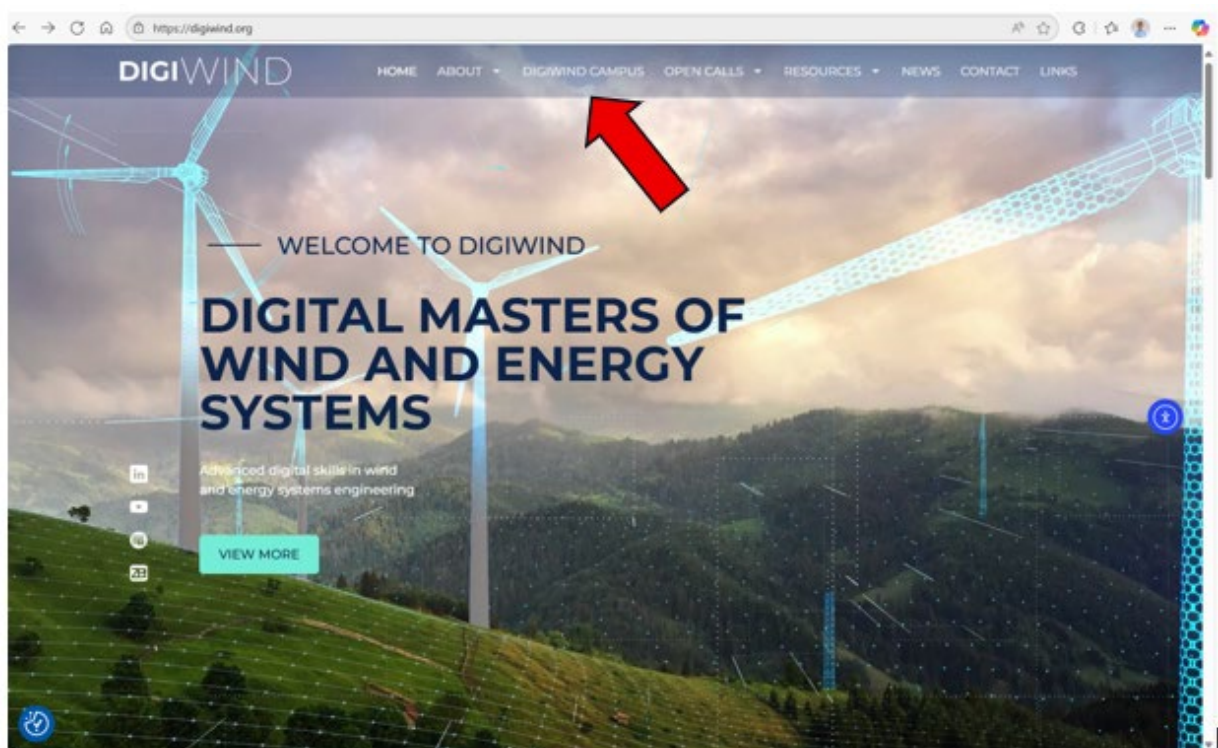 https://digiwind.org
DIGIWIND
HOME ABOUT DIGIWIND CAMPUS OPEN CALLS RESOURCES NEWS CONTACT LINKS
WELCOME TO DIGIWIND
DIGITAL MASTERS OF
WIND AND ENERGY
SYSTEMS
Advanced digital skills in wind
and energy systems engineering
in
VIEW MORE